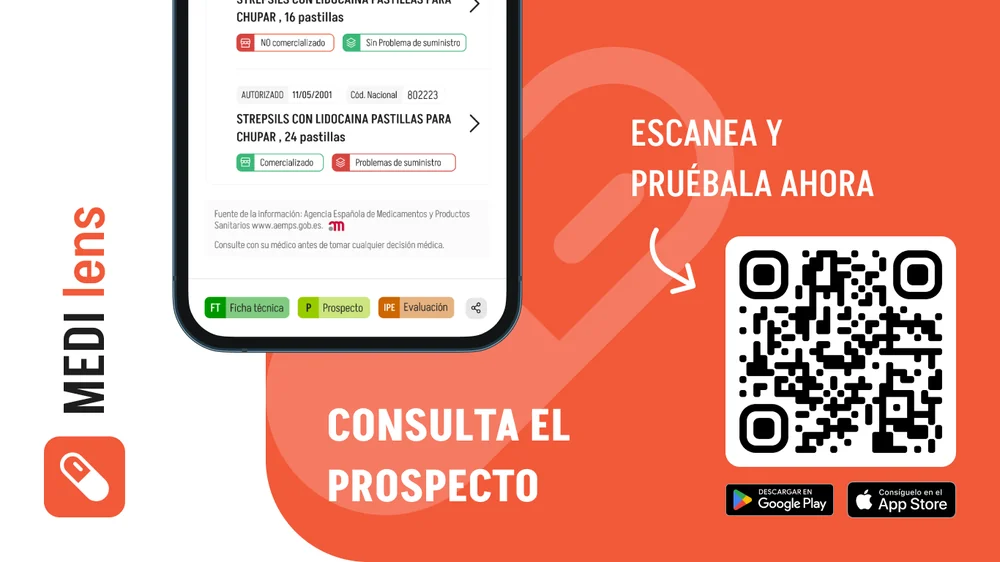 STREPSILS CON LIDOCAINA PASTILLAS PARA
CHUPAR , 16 pastillas
NO comercializado
Sin Problema de suministro
AUTORIZADO 11/05/2001 Cód. Nacional 802223
STREPSILS CON LIDOCAINA PASTILLAS PARA
CHUPAR , 24 pastillas
Comercializado
Problemas de suministro
Fuente de la información: Agencia Española de Medicamentos y Productos
Sanitarios www.aemps.gob.es.
Consulte con su médico antes de tomar cualquier decisión médica.
FT Ficha técnica
P Prospecto
IPE Evaluación
MEDI lens
CONSULTA EL
PROSPECTO
ESCANEA Y
PRUÉBALA AHORA
DESCARGAR EN
Google Play
Consíguelo en el
App Store